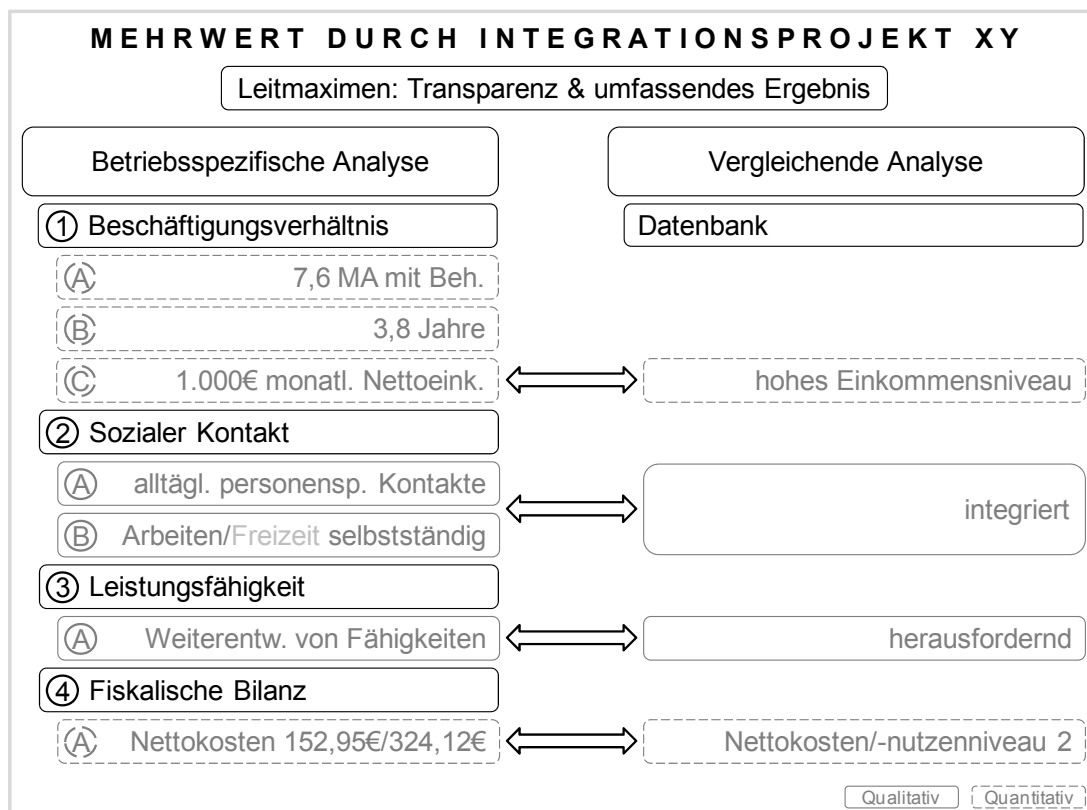 MEHRWERT DURCH INTEGRATIONSPROJEKT XY
Leitmaximen: Transparenz & umfassendes Ergebnis
Betriebsspezifische Analyse
Vergleichende Analyse
1 Beschäftigungsverhältnis
Datenbank
A 7,6 MA mit Beh.
B 3,8 Jahre
C 1.000€ monatl. Nettoeink.
hohes Einkommensniveau
2 Sozialer Kontakt
A alltägl. personensp. Kontakte
B Arbeiten/Freizeit selbstständig
integriert
3 Leistungsfähigkeit
A Weiterentw. von Fähigkeiten
herausfordernd
4 Fiskalische Bilanz
A Nettokosten 152,95€/324,12€
Nettokosten/-nutzenniveau 2
Qualitativ
Quantitativ